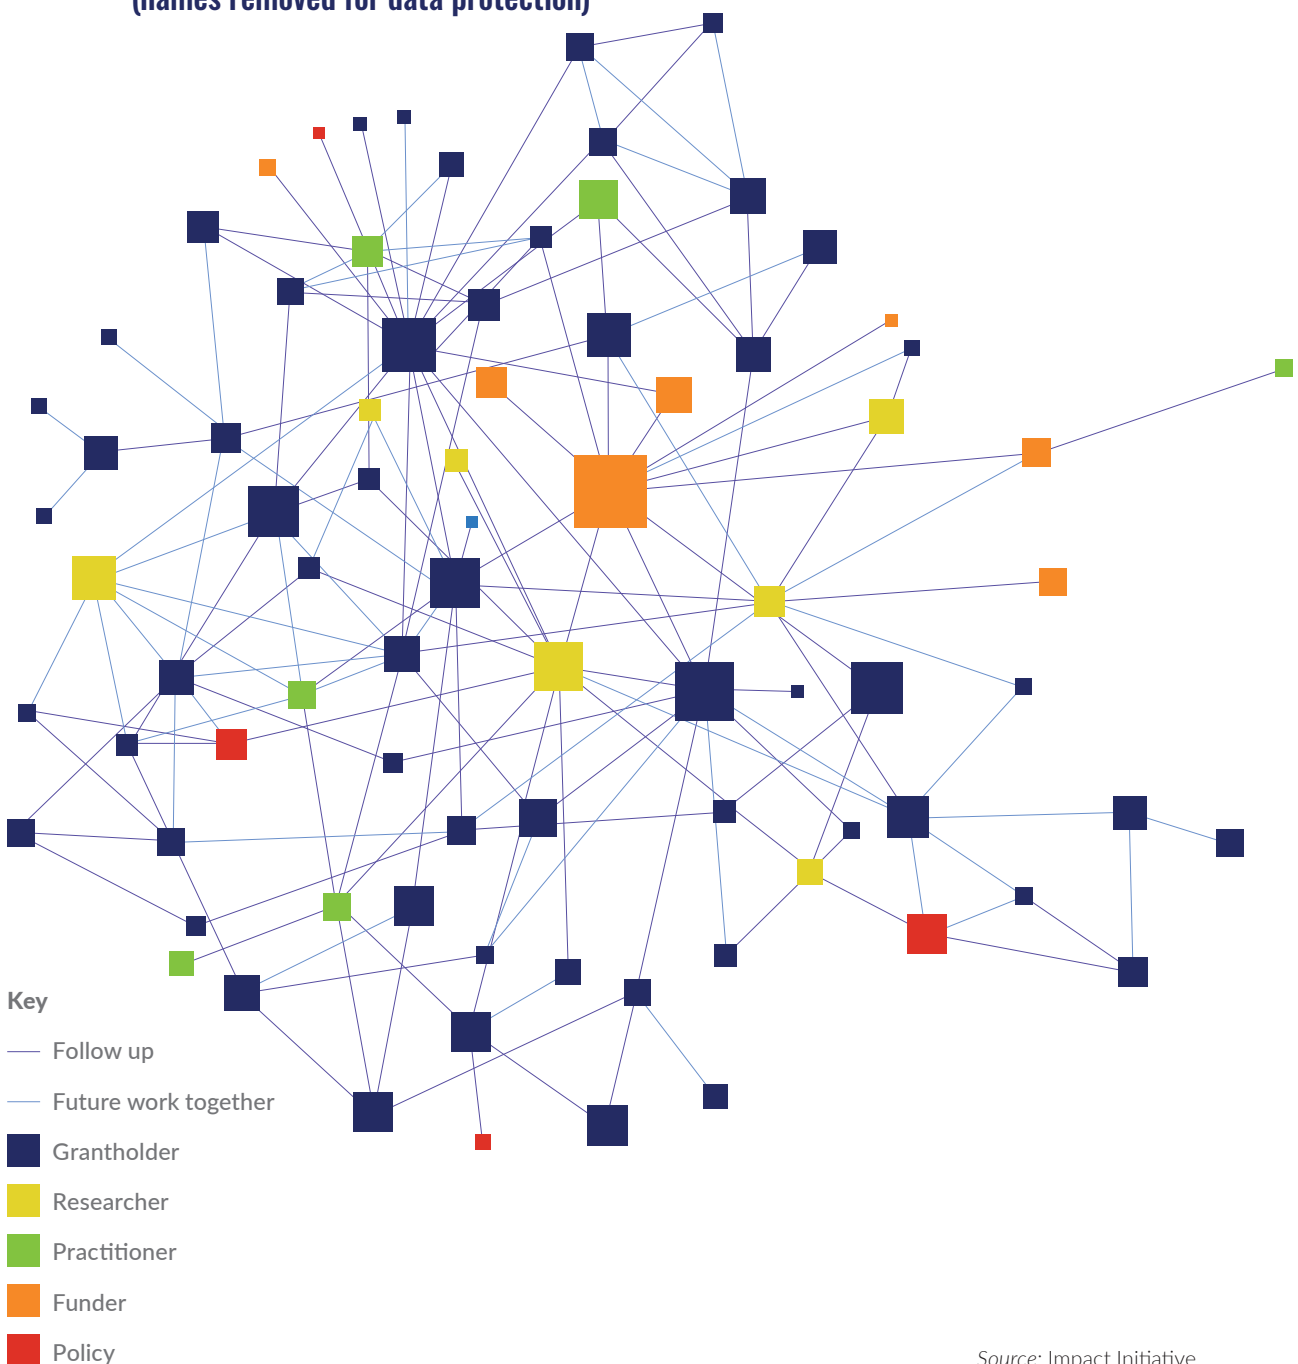 (names removed for data protection)
Key
Follow up
Future work together
Grantholder
Researcher
Practitioner
Funder
Policy
Source: Impact Initiative